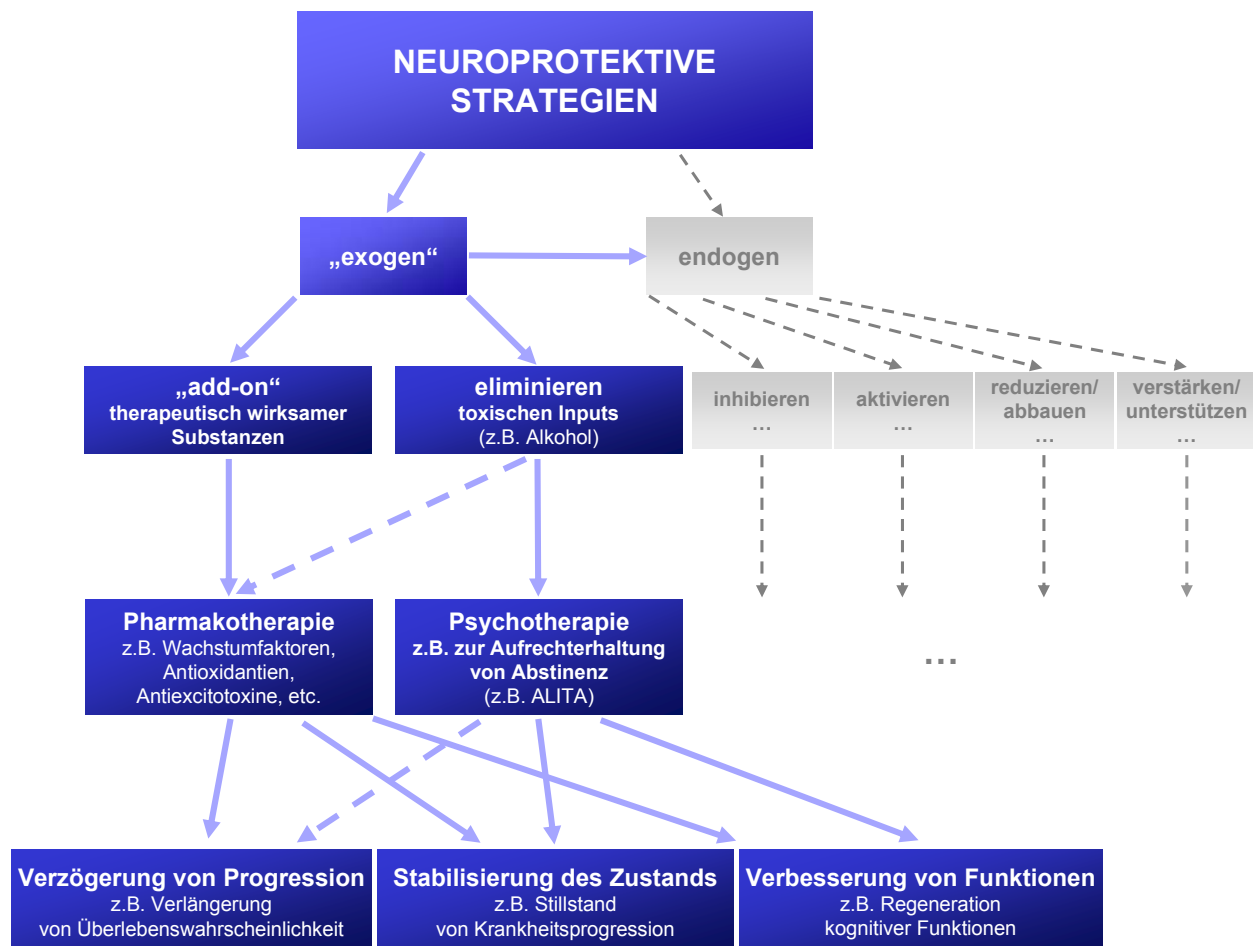 NEUROPROTEKTIVE
STRATEGIEN
„exogen“
endogen
„add-on“
therapeutisch wirksamer
Substanzen
eliminieren
toxischen Inputs
(z.B. Alkohol)
inhibieren
…
aktivieren
…
reduzieren/
abbauen
…
verstärken/
unterstützen
…
Pharmakotherapie
z.B. Wachstumfaktoren,
Antioxidantien,
Antiexcitotoxine, etc.
Psychotherapie
z.B. zur Aufrechterhaltung
von Abstinenz
(z.B. ALITA)
…
Verzögerung von Progression
z.B. Verlängerung
von Überlebenswahrscheinlichkeit
Stabilisierung des Zustands
z.B. Stillstand
von Krankheitsprogression
Verbesserung von Funktionen
z.B. Regeneration
kognitiver Funktionen